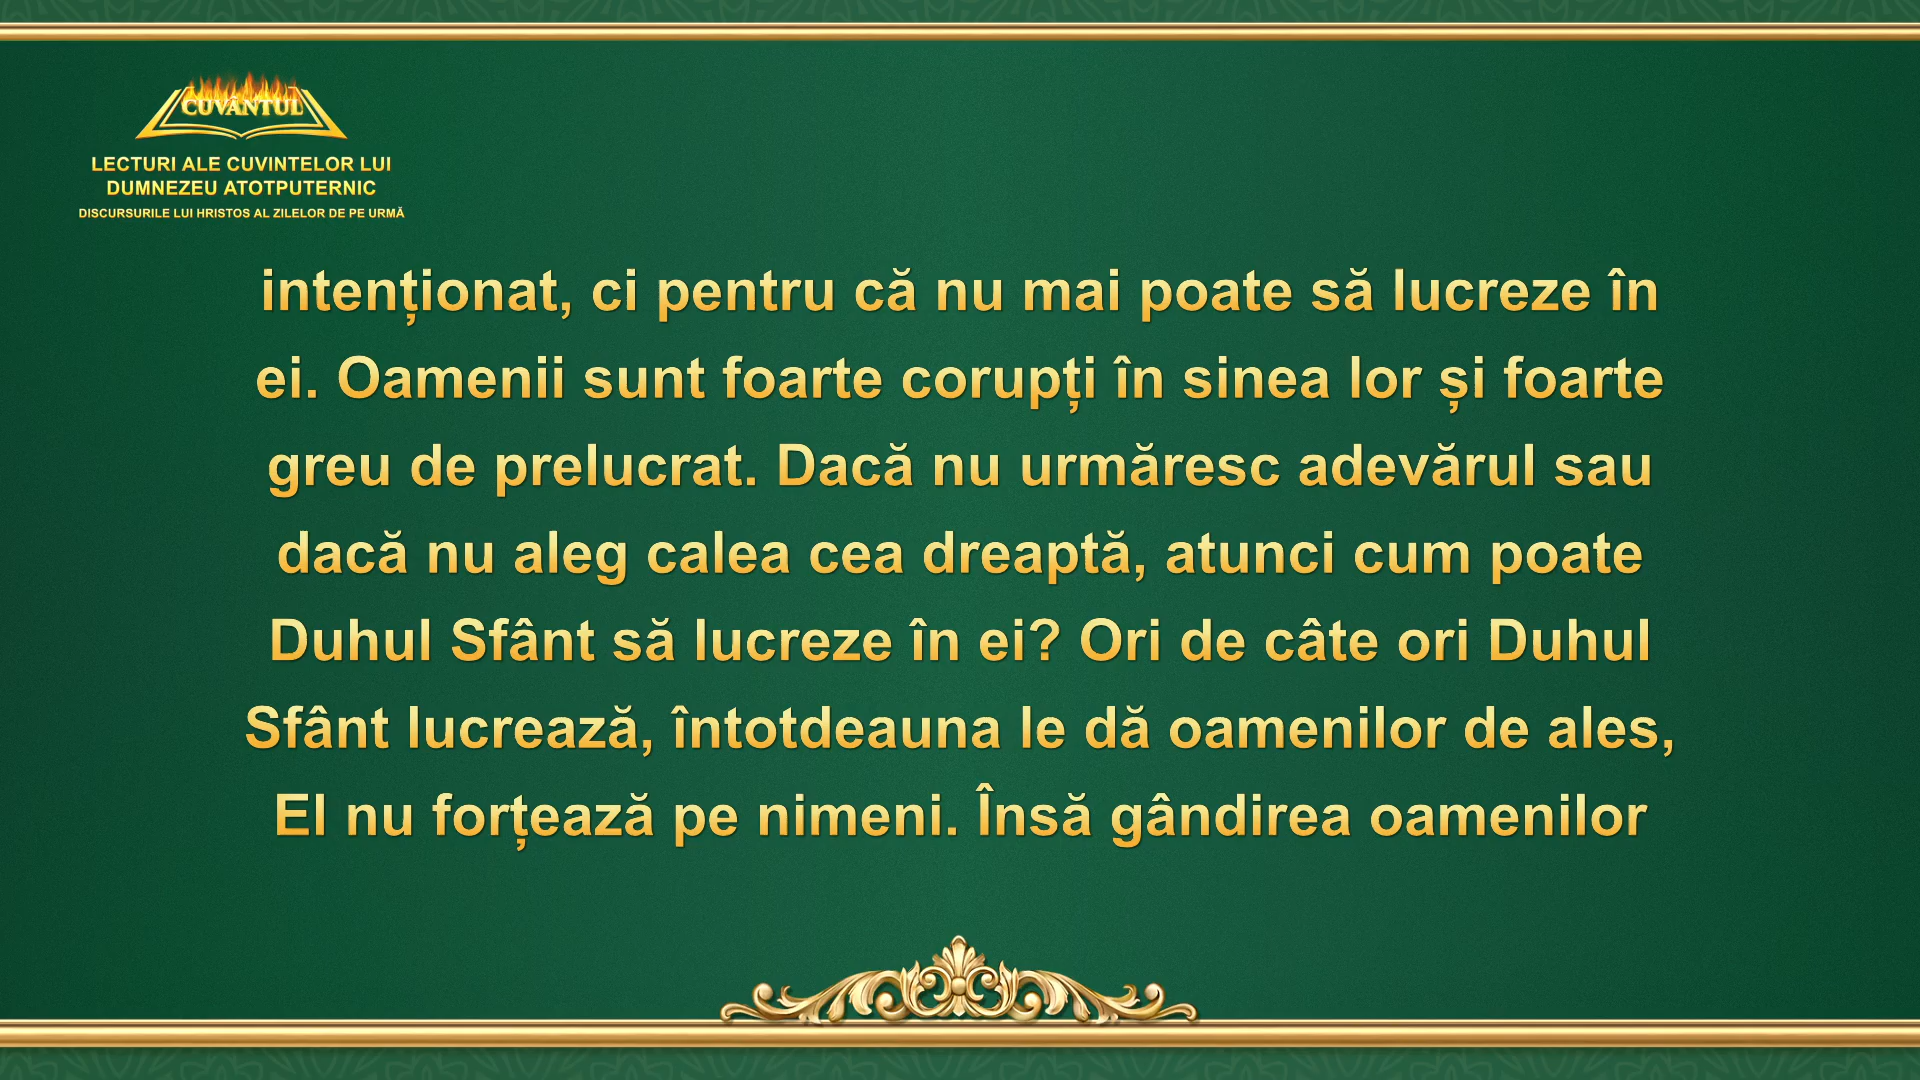 CUVÂNTUL
LECTURI ALE CUVINTELOR LUI
DUMNEZEU ATOTPUTERNIC
DISCURSURILE LUI HRISTOS AL ZILELOR DE PE URMĂ
intenționat, ci pentru că nu mai poate să lucreze în
ei. Oamenii sunt foarte corupți în sinea lor și foarte
greu de prelucrat. Dacă nu urmăresc adevărul sau
dacă nu aleg calea cea dreaptă, atunci cum poate
Duhul Sfânt să lucreze în ei? Ori de câte ori Duhul
Sfânt lucrează, întotdeauna le dă oamenilor de ales,
El nu forțează pe nimeni. Însă gândirea oamenilor